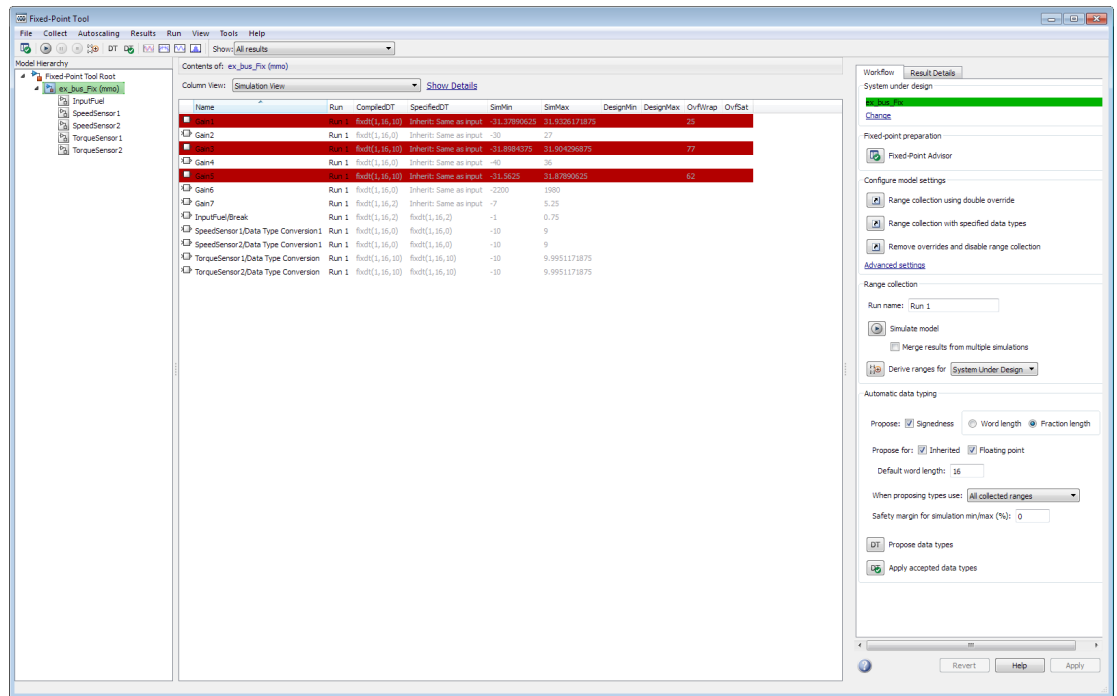 Fixed-Point Tool
File Collect Autoscaling Results Run View Tools Help
DT Show: All results
Model Hierarchy
Fixed-Point Tool Root
ex_bus_Fix (mmo)
InputFuel
SpeedSensor1
SpeedSensor2
TorqueSensor1
TorqueSensor2
Contents of: ex_bus_Fix (mmo)
Column View: Simulation View Show Details
Name Run CompiledDT SpecifiedDT SimMin SimMax DesignMin DesignMax OvfWrap OvfSat
Gain1 Run 1 fixdt(1,16,10) Inherit: Same as input -31.37890625 31.9326171875 25
Gain2 Run 1 fixdt(1,16,0) Inherit: Same as input -30 27
Gain3 Run 1 fixdt(1,16,10) Inherit: Same as input -31.8984375 31.904296875 77
Gain4 Run 1 fixdt(1,16,0) Inherit: Same as input -40 36
Gain5 Run 1 fixdt(1,16,10) Inherit: Same as input -31.5625 31.87890625 62
Gain6 Run 1 fixdt(1,16,0) Inherit: Same as input -2200 1980
Gain7 Run 1 fixdt(1,16,2) Inherit: Same as input -7 5.25
InputFuel/Break Run 1 fixdt(1,16,2) fixdt(1,16,2) -1 0.75
SpeedSensor1/Data Type Conversion1 Run 1 fixdt(1,16,0) fixdt(1,16,0) -10 9
SpeedSensor2/Data Type Conversion1 Run 1 fixdt(1,16,0) fixdt(1,16,0) -10 9
TorqueSensor1/Data Type Conversion Run 1 fixdt(1,16,10) fixdt(1,16,10) -10 9.9951171875
TorqueSensor2/Data Type Conversion Run 1 fixdt(1,16,10) fixdt(1,16,10) -10 9.9951171875
Workflow Result Details
System under design
ex_bus_Fix
Change
Fixed-point preparation
Fixed-Point Advisor
Configure model settings
Range collection using double override
Range collection with specified data types
Remove overrides and disable range collection
Advanced settings
Range collection
Run name: Run 1
Simulate model
Merge results from multiple simulations
Derive ranges for System Under Design
Automatic data typing
Propose: Signedness Word length Fraction length
Propose for: Inherited Floating point
Default word length: 16
When proposing types use: All collected ranges
Safety margin for simulation min/max (%): 0
DT Propose data types
DT Apply accepted data types
Revert Help Apply